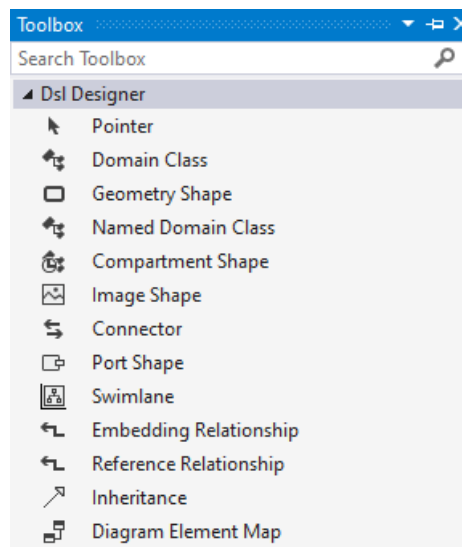 Toolbox
Search Toolbox
Dsl Designer
Pointer
Domain Class
Geometry Shape
Named Domain Class
Compartment Shape
Image Shape
Connector
Port Shape
Swimlane
Embedding Relationship
Reference Relationship
Inheritance
Diagram Element Map